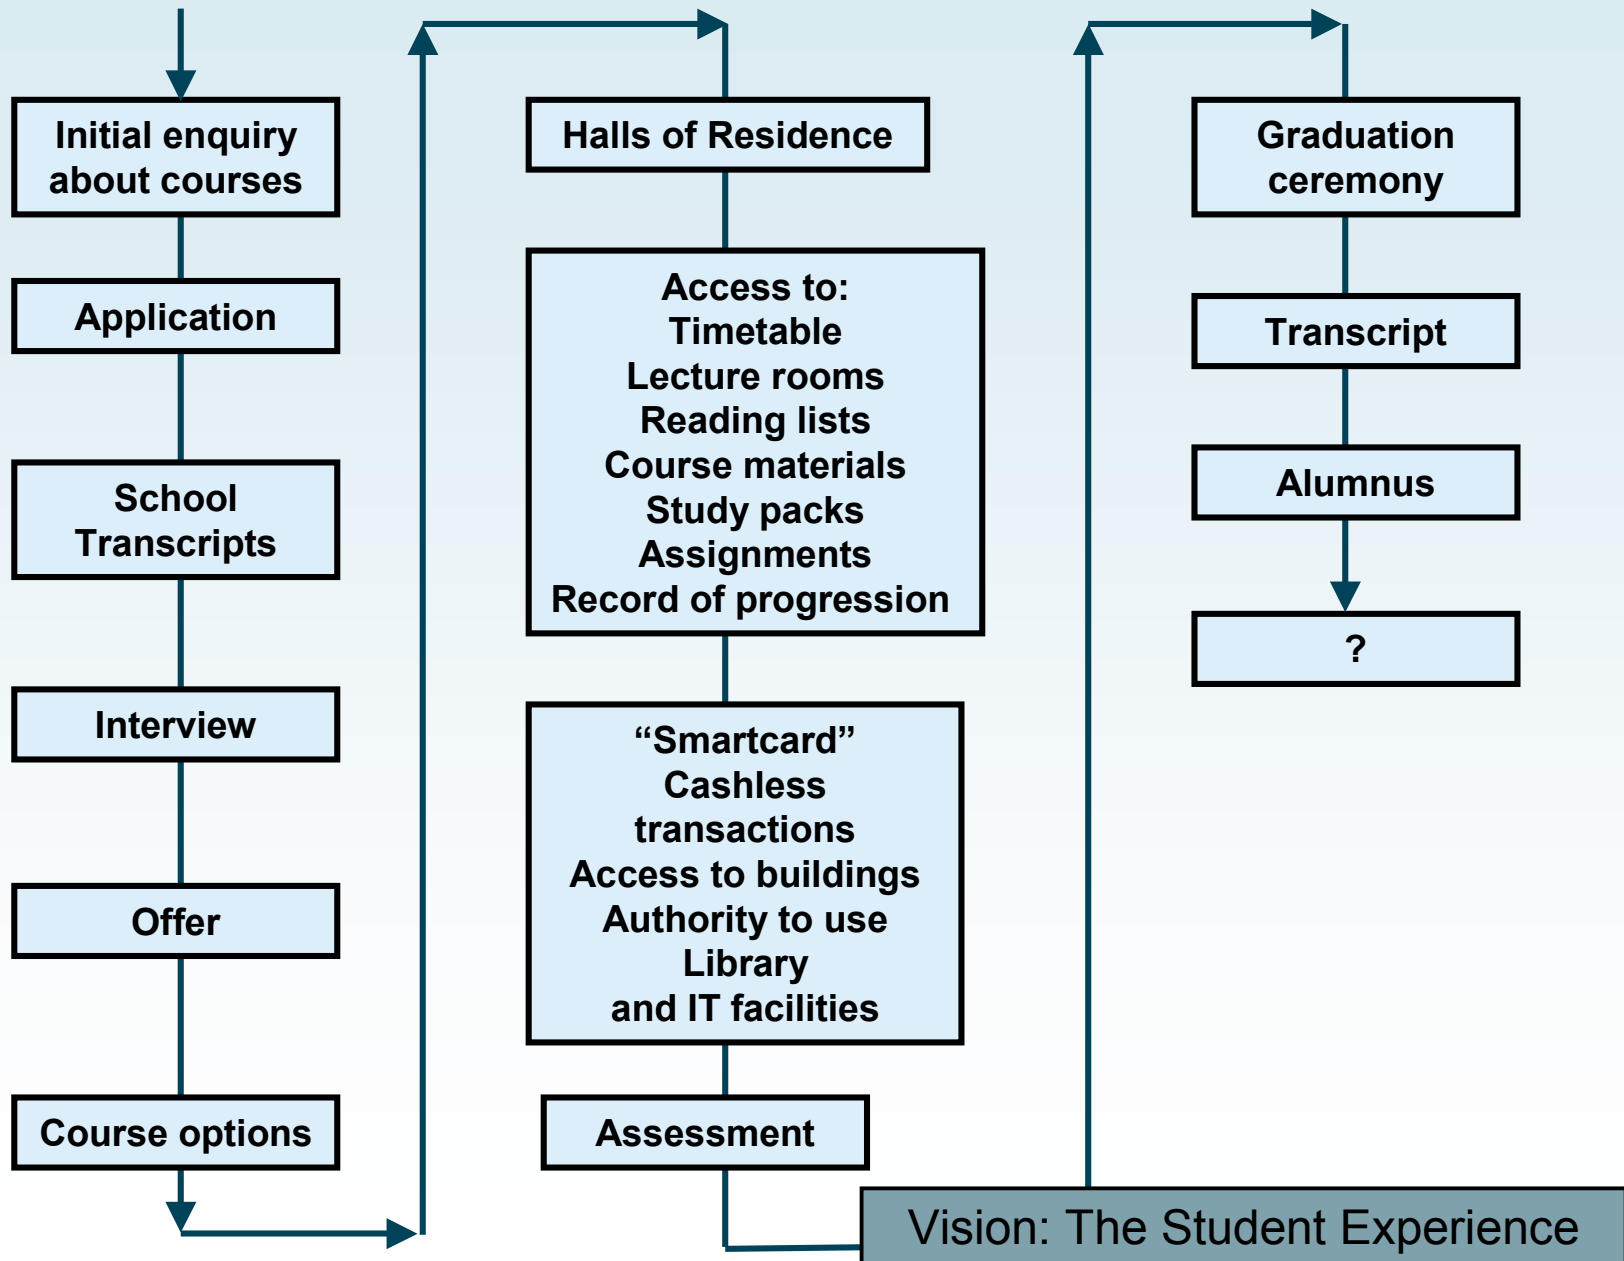 Initial enquiry
about courses
Application
School
Transcripts
Interview
Offer
Course options
Halls of Residence
Access to:
Timetable
Lecture rooms
Reading lists
Course materials
Study packs
Assignments
Record of progression
“Smartcard”
Cashless
transactions
Access to buildings
Authority to use
Library
and IT facilities
Assessment
Graduation
ceremony
Transcript
Alumnus
?
Vision: The Student Experience